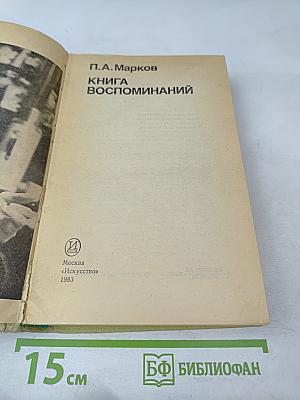 П.А.Марков
КНИГА
ВОСПОМИНАНИЙ
Москва
«Искусство»
1983
15 см
БФ БИБЛИОФАН